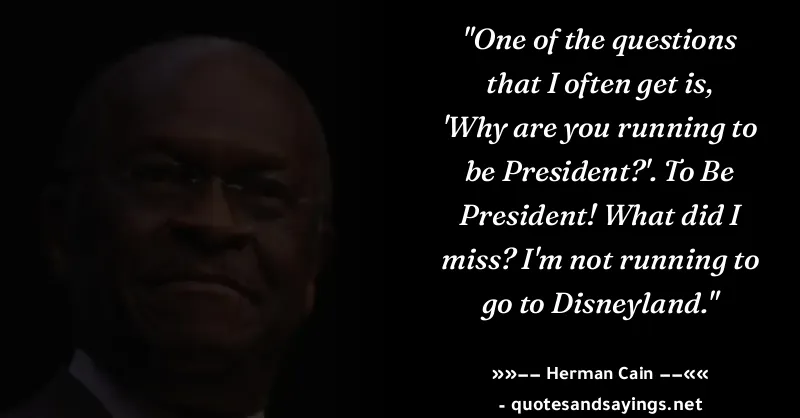 "One of the questions
that I often get is,
'Why are you running to
be President?'. To Be
President! What did I
miss? I'm not running to
go to Disneyland."
»»−− Herman Cain −−««
- quotesandsayings.net